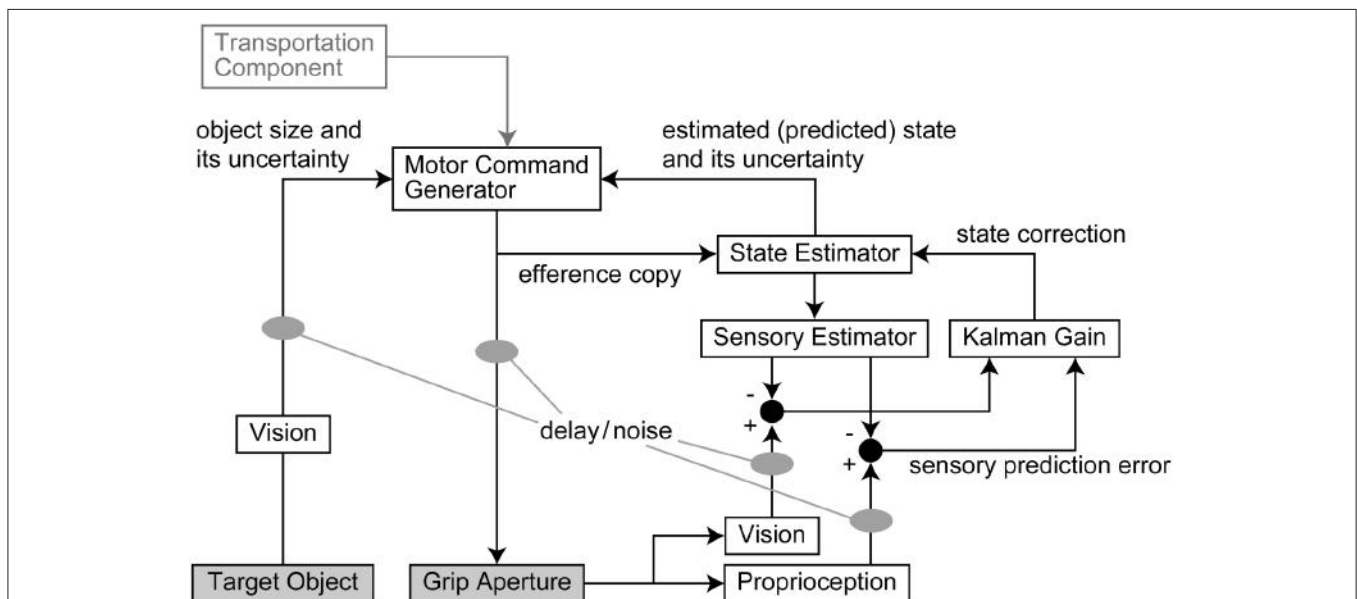 Transportation
Component
object size and
its uncertainty
estimated (predicted) state
and its uncertainty
Motor Command
Generator
State Estimator
state correction
efference copy
Sensory Estimator
Kalman Gain
-
+
Vision
delay/noise
-
+
sensory prediction error
Vision
Target Object
Grip Aperture
Proprioception